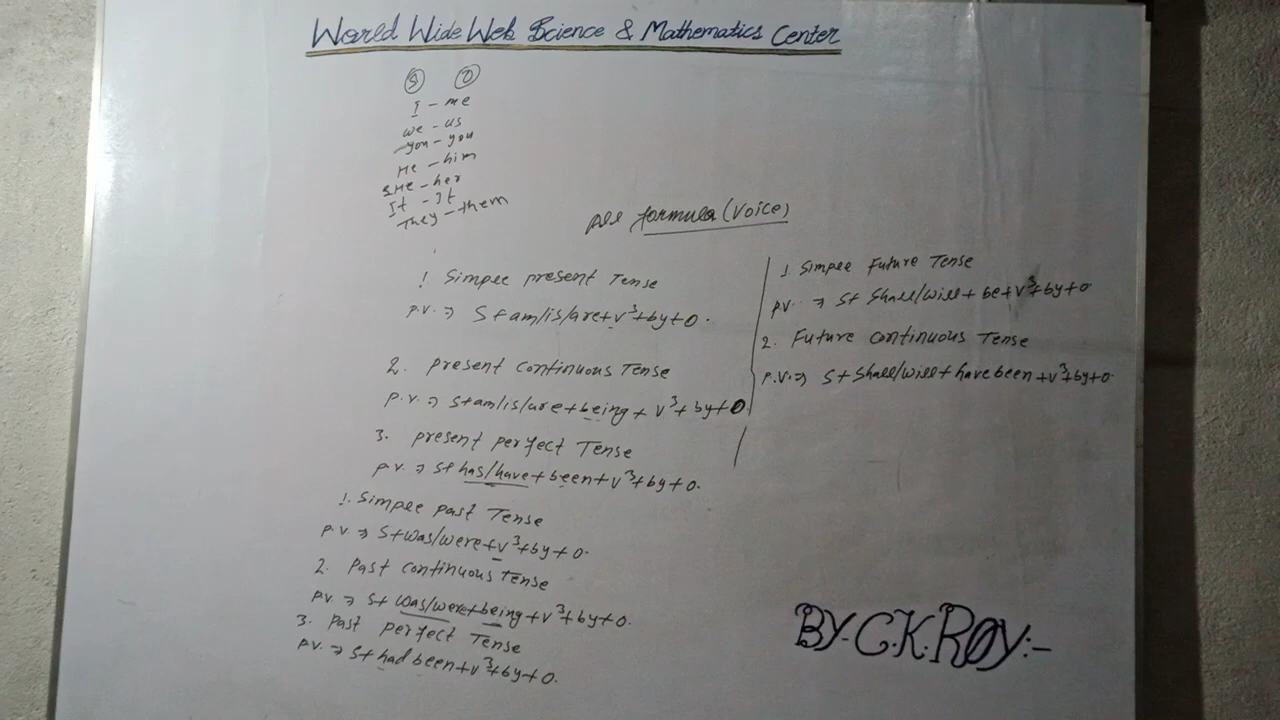 World Wide Web Science & Mathematics Center
S O
I - me
we - us
you - you
He - him
SHe - her
It - It
They - them
All formula (Voice)
1 Simple present Tense
p.v. ⇒ S + am/is/are + v³ + by + O.
2. present continuous Tense
p.v. ⇒ S + am/is/are + being + v³ + by + O
3. present perfect Tense
p.v. ⇒ S + has/have + been + v³ + by + O.
1. Simple past Tense
p.v ⇒ S + was/were + v³ + by + O.
2. Past continuous Tense
p.v. ⇒ S + was/were + being + v³ + by + O.
3. Past perfect Tense
p.v. ⇒ S + had been + v³ + by + O.
1 Simple Future Tense
p.v. ⇒ S + Shall/will + be + v³ + by + O
2. Future continuous Tense
p.v. ⇒ S + Shall/will + have been + v³ + by + O.
BY-C.K.ROY:-